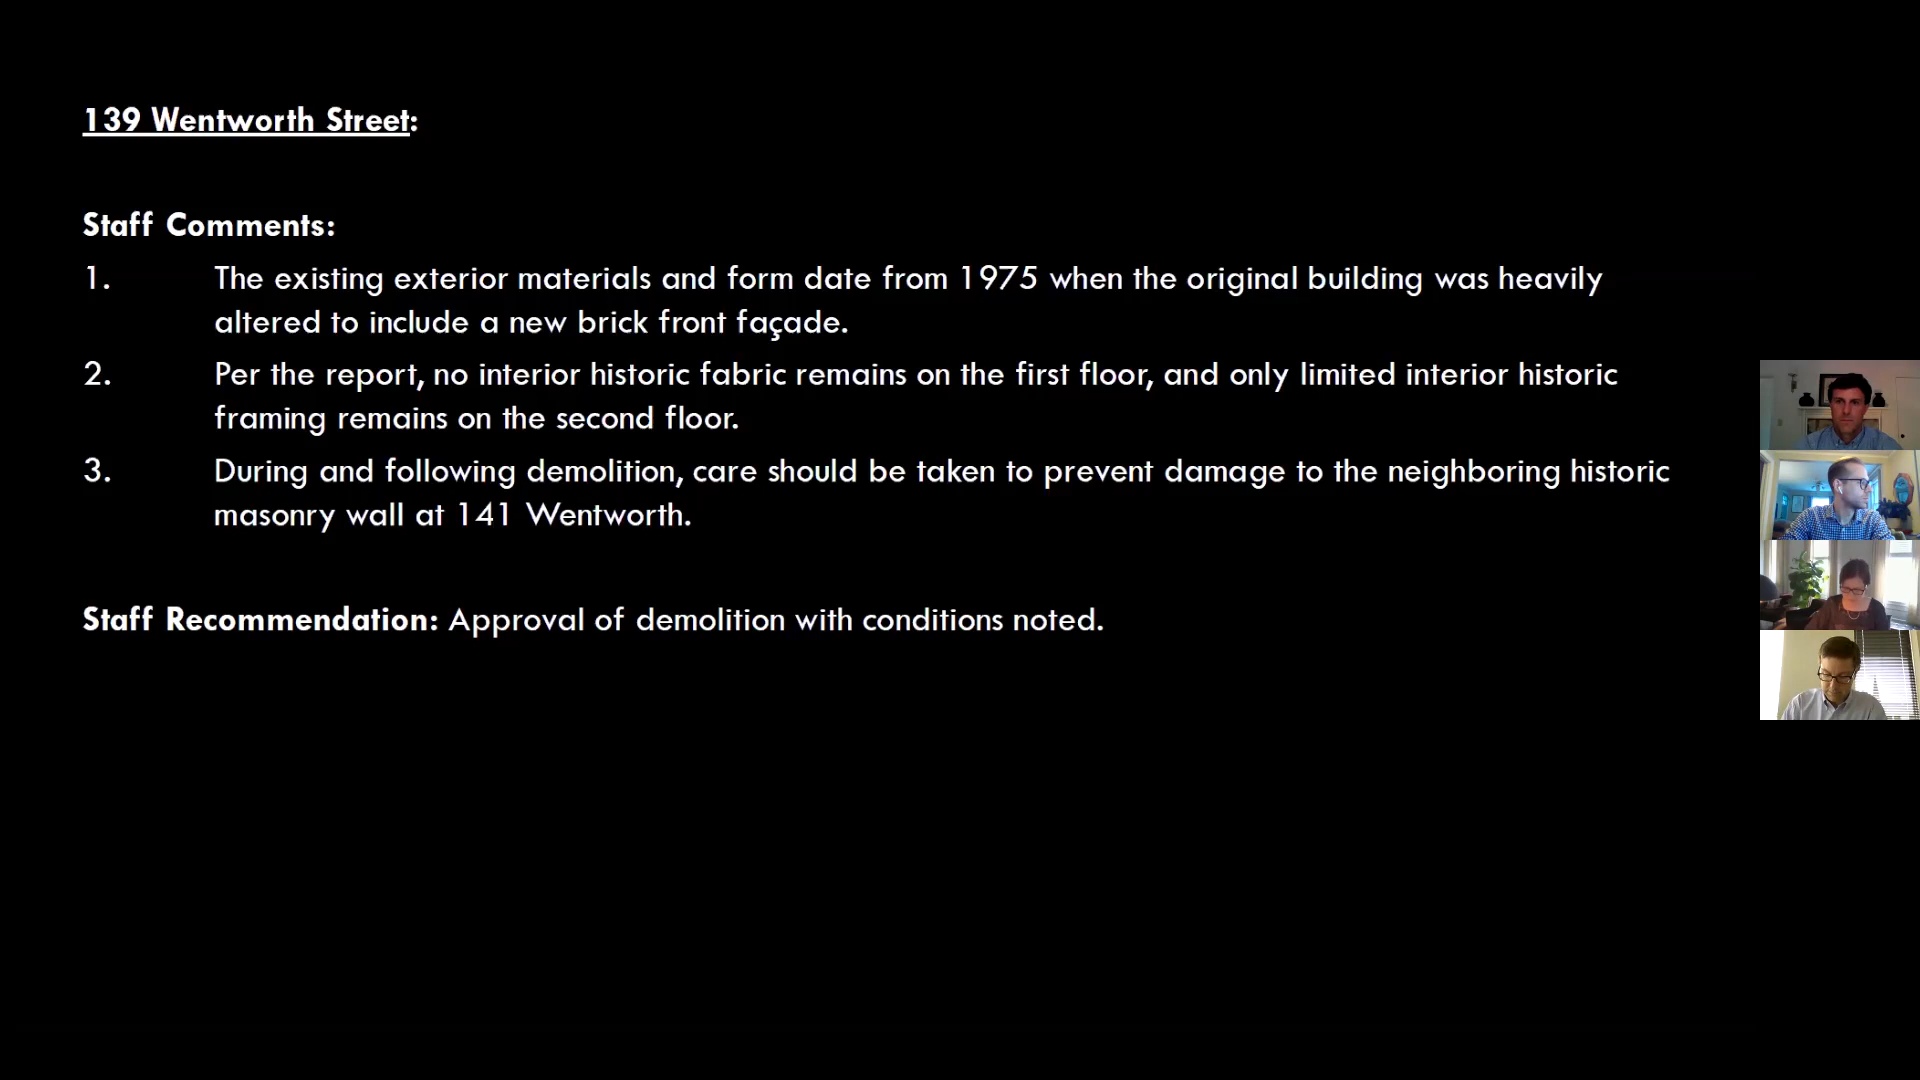 139 Wentworth Street:
Staff Comments:
1. The existing exterior materials and form date from 1975 when the original building was heavily
altered to include a new brick front façade.
2. Per the report, no interior historic fabric remains on the first floor, and only limited interior historic
framing remains on the second floor.
3. During and following demolition, care should be taken to prevent damage to the neighboring historic
masonry wall at 141 Wentworth.
Staff Recommendation: Approval of demolition with conditions noted.